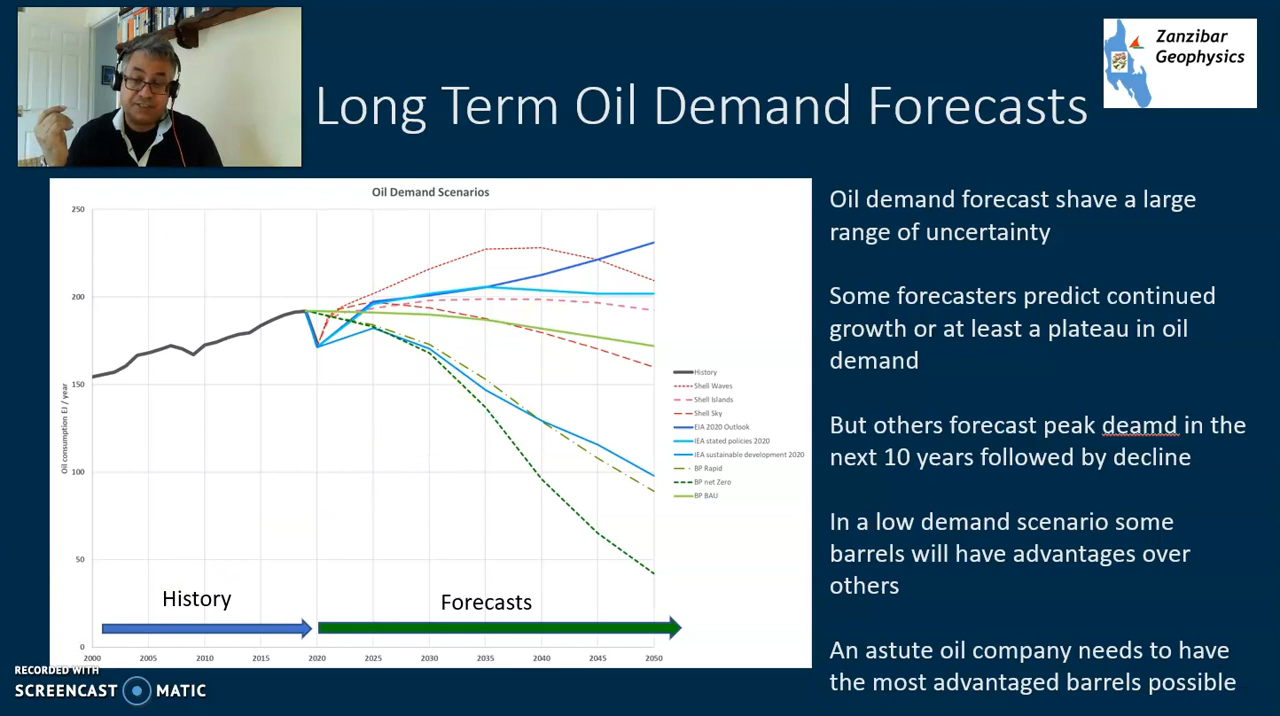 Zanzibar
Geophysics
Long Term Oil Demand Forecasts
Oil Demand Scenarios
250
200
150
100
50
0
Oil consumption EJ / year
2000 2005 2010 2015 2020 2025 2030 2035 2040 2045 2050
History
Forecasts
History
Shell Waves
Shell Islands
Shell Sky
EIA 2020 Outlook
IEA stated policies 2020
IEA sustainable development 2020
BP Rapid
BP net Zero
BP BAU
Oil demand forecast shave a large
range of uncertainty
Some forecasters predict continued
growth or at least a plateau in oil
demand
But others forecast peak deamd in the
next 10 years followed by decline
In a low demand scenario some
barrels will have advantages over
others
An astute oil company needs to have
the most advantaged barrels possible
RECORDED WITH
SCREENCAST MATIC